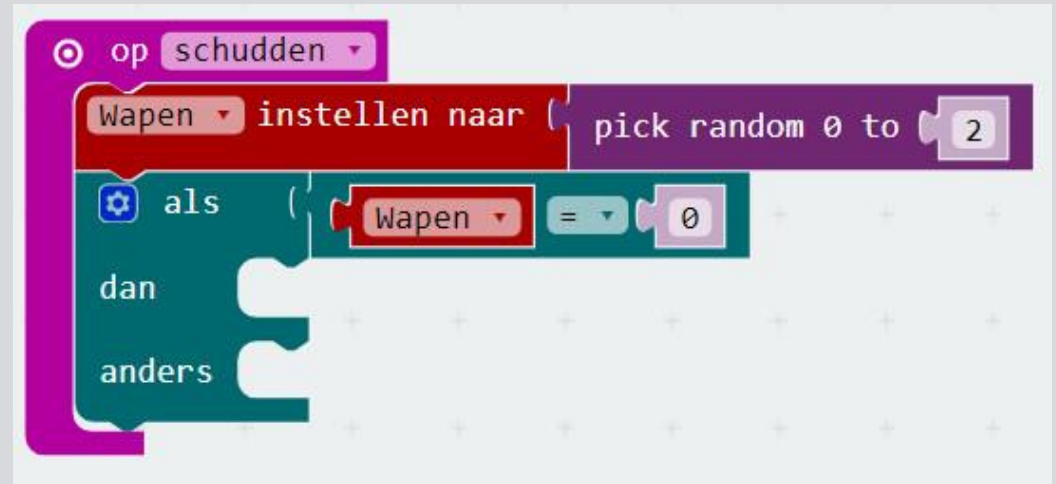 op schudden
Wapen instellen naar pick random 0 to 2
als Wapen = 0
dan
anders